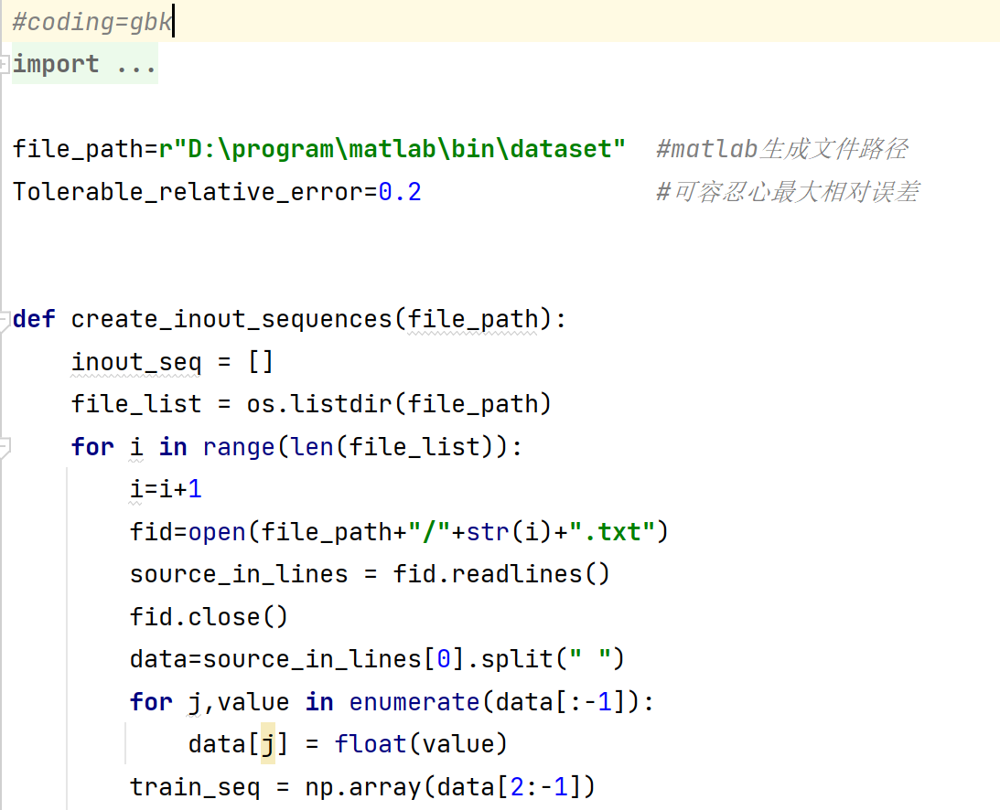 #coding=gbk
import ...
file_path=r"D:\program\matlab\bin\dataset" #matlab生成文件路径
Tolerable_relative_error=0.2 #可容忍心最大相对误差
def create_inout_sequences(file_path):
inout_seq = []
file_list = os.listdir(file_path)
for i in range(len(file_list)):
i=i+1
fid=open(file_path+"/"+str(i)+".txt")
source_in_lines = fid.readlines()
fid.close()
data=source_in_lines[0].split(" ")
for j,value in enumerate(data[:-1]):
data[j] = float(value)
train_seq = np.array(data[2:-1])